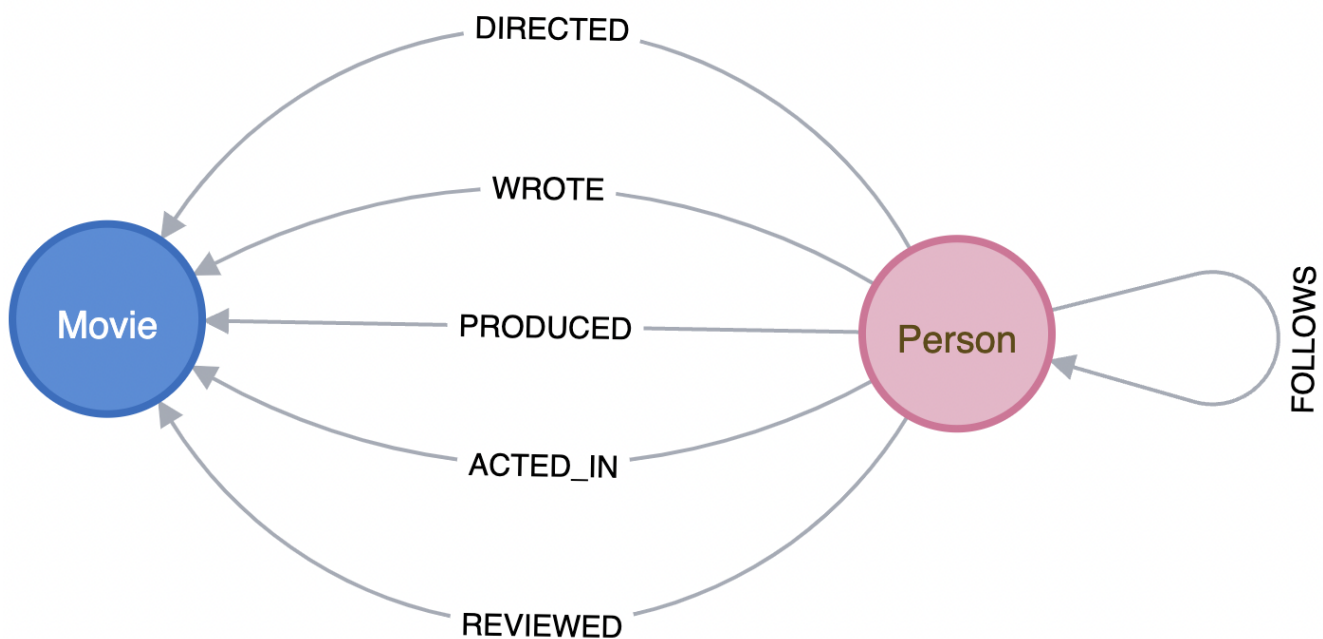 DIRECTED
WROTE
Movie
PRODUCED
Person
FOLLOWS
ACTED_IN
REVIEWED